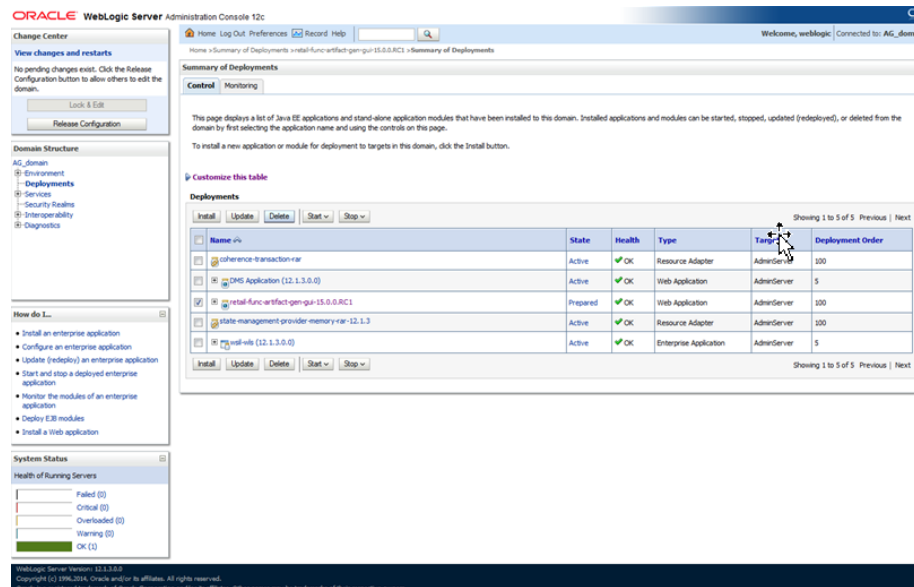 ORACLE WebLogic Server Administration Console 12c
Change Center
View changes and restarts
No pending changes exist. Click the Release
Configuration button to allow others to edit the
domain.
Lock & Edit
Release Configuration
Domain Structure
AG_domain
Environment
Deployments
Services
Security Realms
Interoperability
Diagnostics
How do I...
Install an enterprise application
Configure an enterprise application
Update (redeploy) an enterprise application
Start and stop a deployed enterprise
application
Monitor the modules of an enterprise
application
Deploy EJB modules
Install a Web application
System Status
Health of Running Servers
Failed (0)
Critical (0)
Overloaded (0)
Warning (0)
OK (1)
Home Log Out Preferences Record Help
Welcome, weblogic Connected to: AG_dom
Home >Summary of Deployments >retail-func-artifact-gen-gui-15.0.0.RC1 >Summary of Deployments
Summary of Deployments
Control Monitoring
This page displays a list of Java EE applications and stand-alone application modules that have been installed to this domain. Installed applications and modules can be started, stopped, updated (redeployed), or deleted from the
domain by first selecting the application name and using the controls on this page.
To install a new application or module for deployment to targets in this domain, click the Install button.
Customize this table
Deployments
Install Update Delete Start Stop Showing 1 to 5 of 5 Previous | Next
Name State Health Type Deployment Order
coherence-transaction-rar Active OK Resource Adapter AdminServer 100
DMS Application (12.1.3.0.0) Active OK Web Application AdminServer 5
retail-func-artifact-gen-gui-15.0.0.RC1 Prepared OK Web Application AdminServer 100
state-management-provider-memory-rar-12.1.3 Active OK Resource Adapter AdminServer 100
wsil-wls (12.1.3.0.0) Active OK Enterprise Application AdminServer 5
Install Update Delete Start Stop Showing 1 to 5 of 5 Previous | Next
WebLogic Server Version: 12.1.3.0.0
Copyright (c) 1996,2014, Oracle and/or its affiliates. All rights reserved.